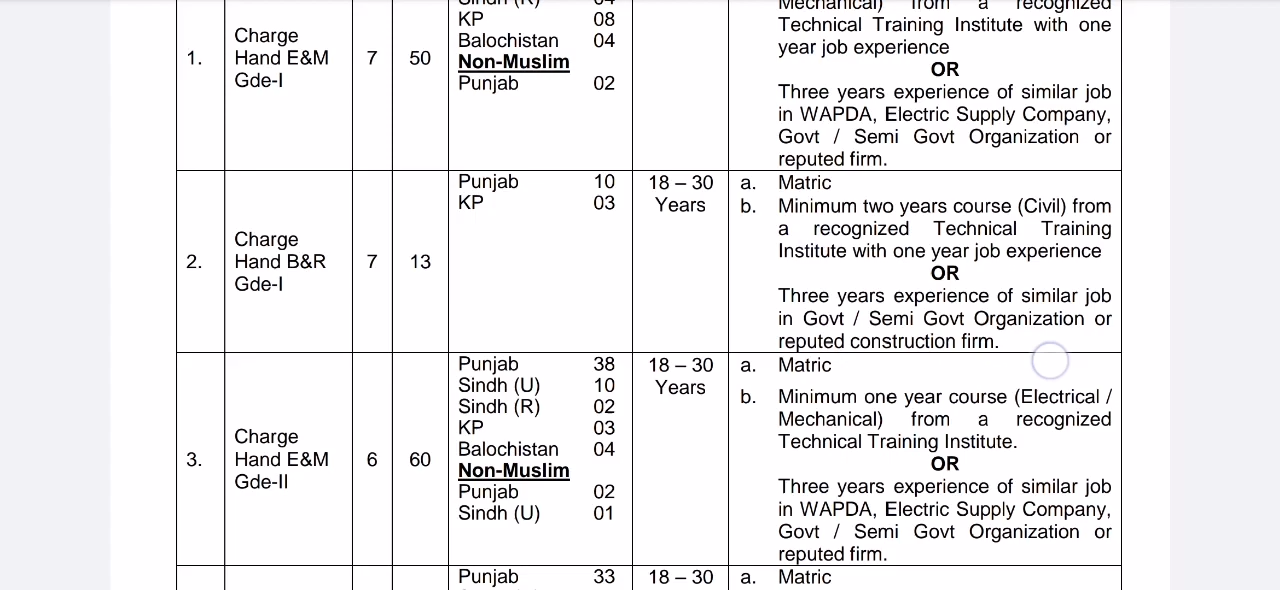 KP 08
Balochistan 04
Non-Muslim
Punjab 02
1.
Charge
Hand E&M
Gde-I
7
50
Technical Training Institute with one
year job experience
OR
Three years experience of similar job
in WAPDA, Electric Supply Company,
Govt / Semi Govt Organization or
reputed firm.
2.
Charge
Hand B&R
Gde-I
7
13
Punjab 10
KP 03
18 – 30
Years
a. Matric
b. Minimum two years course (Civil) from
a recognized Technical Training
Institute with one year job experience
OR
Three years experience of similar job
in Govt / Semi Govt Organization or
reputed construction firm.
3.
Charge
Hand E&M
Gde-II
6
60
Punjab 38
Sindh (U) 10
Sindh (R) 02
KP 03
Balochistan 04
Non-Muslim
Punjab 02
Sindh (U) 01
18 – 30
Years
a. Matric
b. Minimum one year course (Electrical /
Mechanical) from a recognized
Technical Training Institute.
OR
Three years experience of similar job
in WAPDA, Electric Supply Company,
Govt / Semi Govt Organization or
reputed firm.
Punjab 33
18 – 30
a. Matric